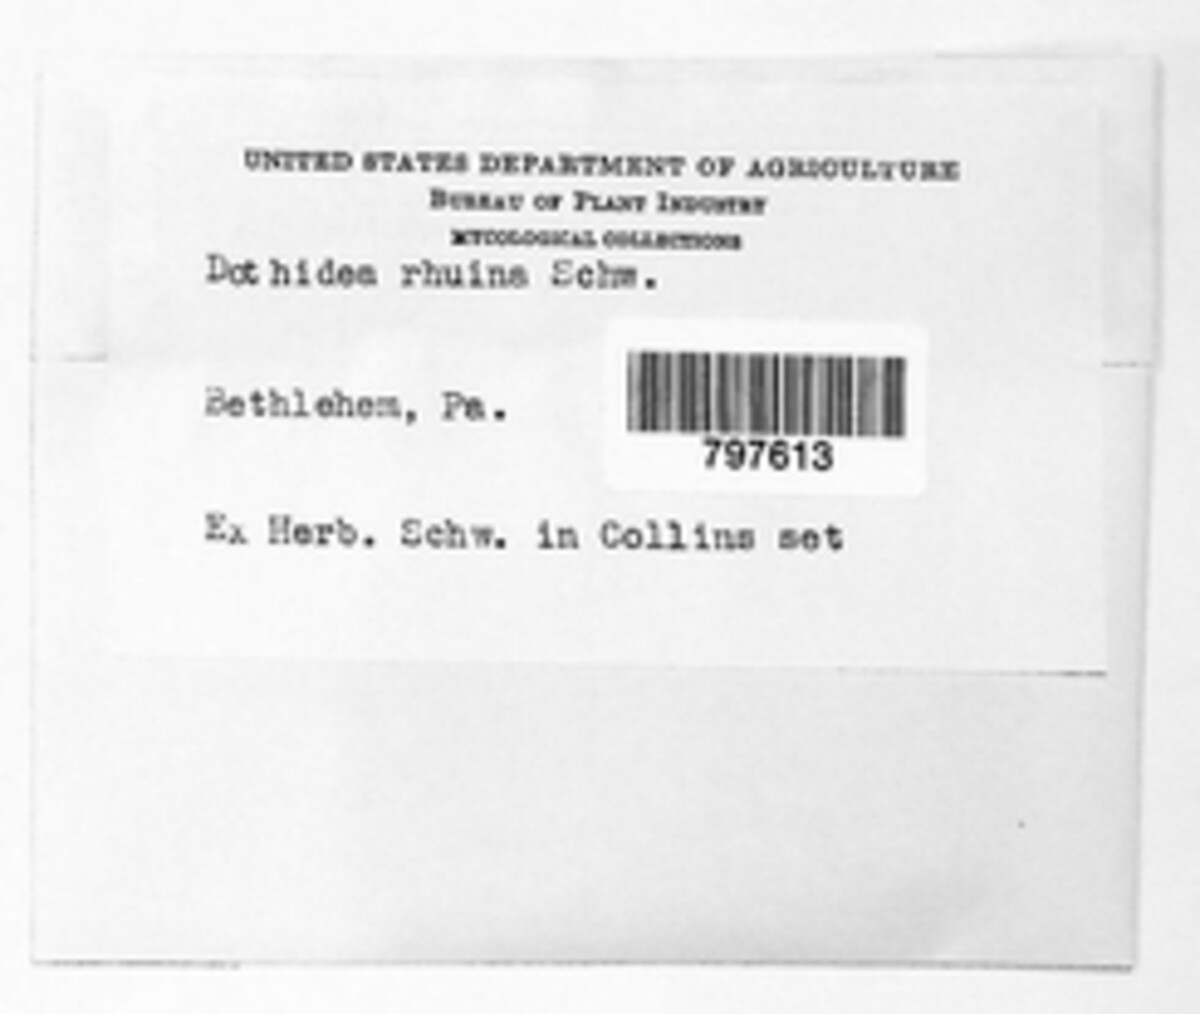 UNITED STATES DEPARTMENT OF AGRICULTURE
BUREAU OF PLANT INDUSTRY
MYCOLOGICAL COLLECTIONS
Dothidea rhuina Schw.
Bethlehem, Pa.
797613
Ex Herb. Schw. in Collins set